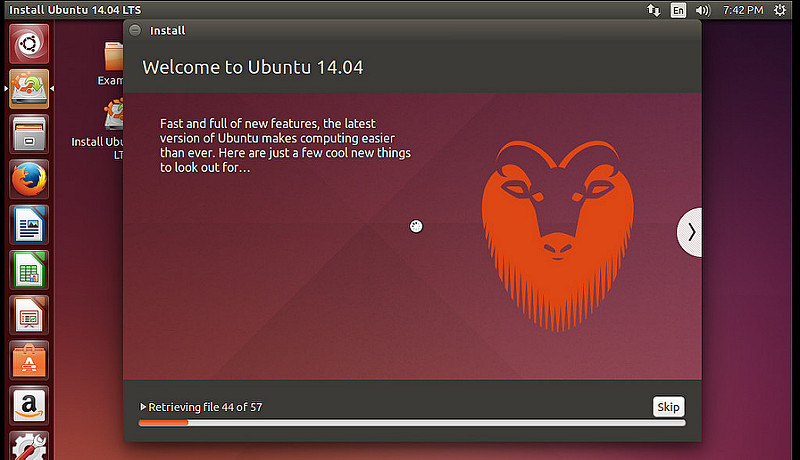 Install Ubuntu 14.04 LTS
En
7:42 PM
Install
Welcome to Ubuntu 14.04
Exam
Install Ubu
LT
Fast and full of new features, the latest
version of Ubuntu makes computing easier
than ever. Here are just a few cool new things
to look out for…
Retrieving file 44 of 57
Skip
a